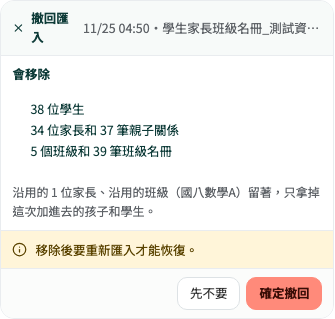 撤回匯入
11/25 04:50・學生家長班級名冊_測試資…
會移除
38 位學生
34 位家長和 37 筆親子關係
5 個班級和 39 筆班級名冊
沿用的 1 位家長、沿用的班級（國八數學A）留著，只拿掉
這次加進去的孩子和學生。
移除後要重新匯入才能恢復。
先不要
確定撤回